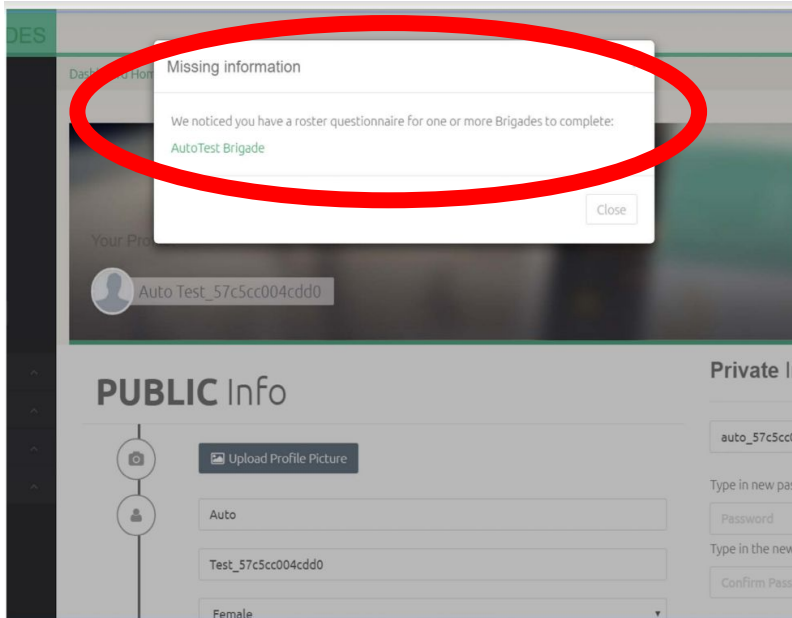 DES
Missing information
Dashboard Hom
We noticed you have a roster questionnaire for one or more Brigades to complete:
AutoTest Brigade
Close
Your Pro
Auto Test_57c5cc004cdd0
PUBLIC Info
Private I
Upload Profile Picture
auto_57c5cc0
Type in new pas
Auto
Password
Type in the new
Test_57c5cc004cdd0
Confirm Pass
Female